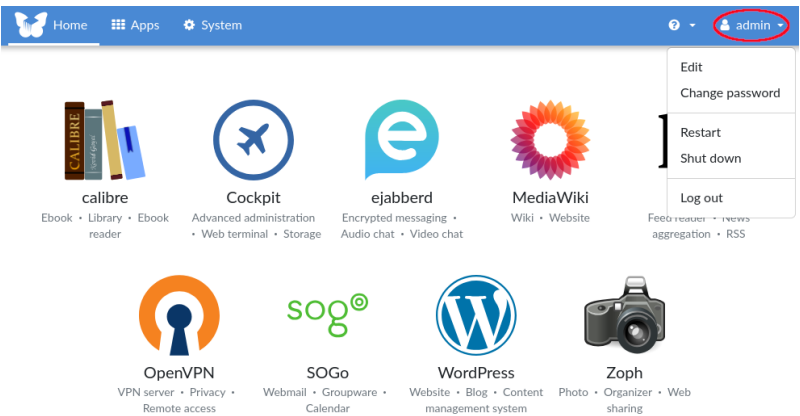 Home Apps System ? admin
Edit
Change password
Restart
Shut down
Log out
CALIBRE
calibre
Ebook • Library • Ebook
reader
Cockpit
Advanced administration
• Web terminal • Storage
ejabberd
Encrypted messaging •
Audio chat • Video chat
MediaWiki
Wiki • Website
Feed reader • News
aggregation • RSS
OpenVPN
VPN server • Privacy •
Remote access
sogo
SOGo
Webmail • Groupware •
Calendar
W
WordPress
Website • Blog • Content
management system
Zoph
Photo • Organizer • Web
sharing